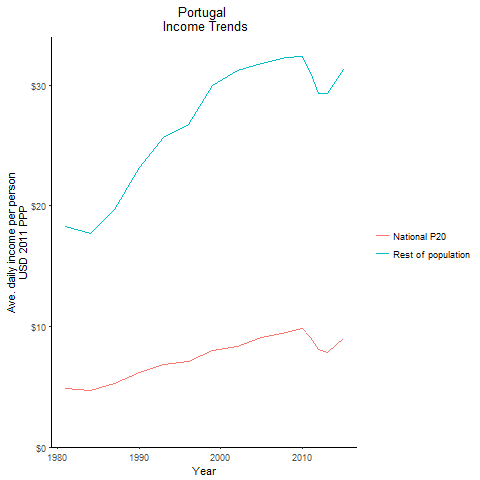 Portugal
Income Trends
Ave. daily income per person
USD 2011 PPP
$30
$20
$10
$0
1980
1990
2000
2010
Year
National P20
Rest of population